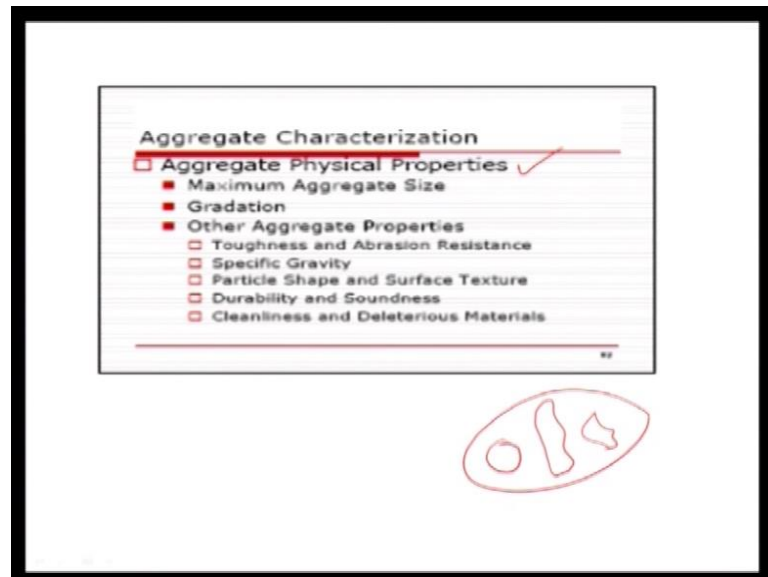 Aggregate Characterization
Aggregate Physical Properties
Maximum Aggregate Size
Gradation
Other Aggregate Properties
Toughness and Abrasion Resistance
Specific Gravity
Particle Shape and Surface Texture
Durability and Soundness
Cleanliness and Deleterious Materials